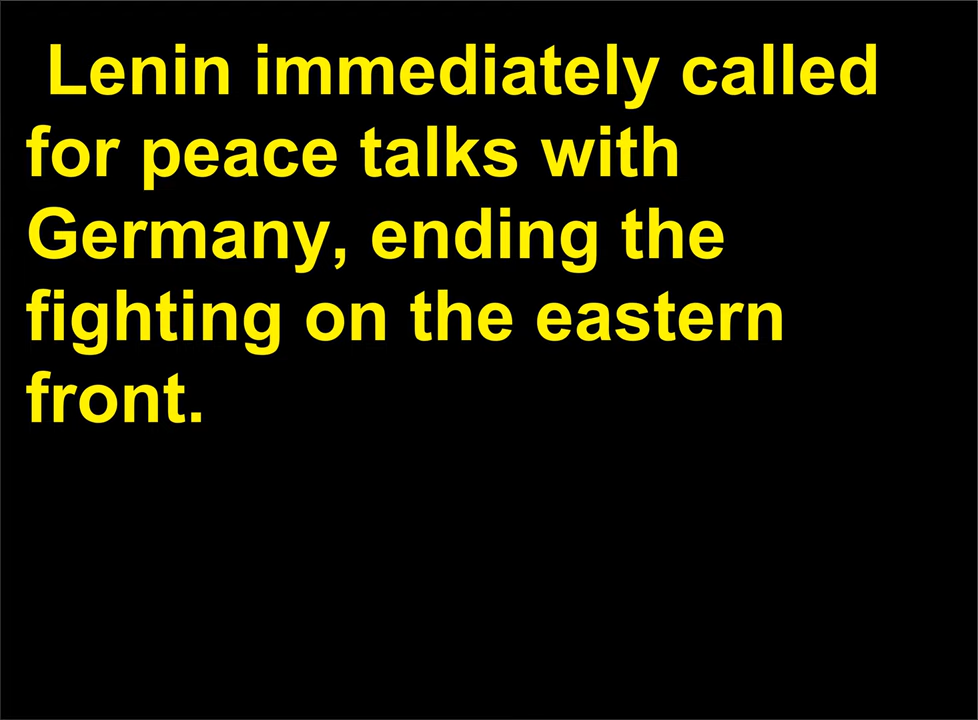 Lenin immediately called
for peace talks with
Germany, ending the
fighting on the eastern
front.